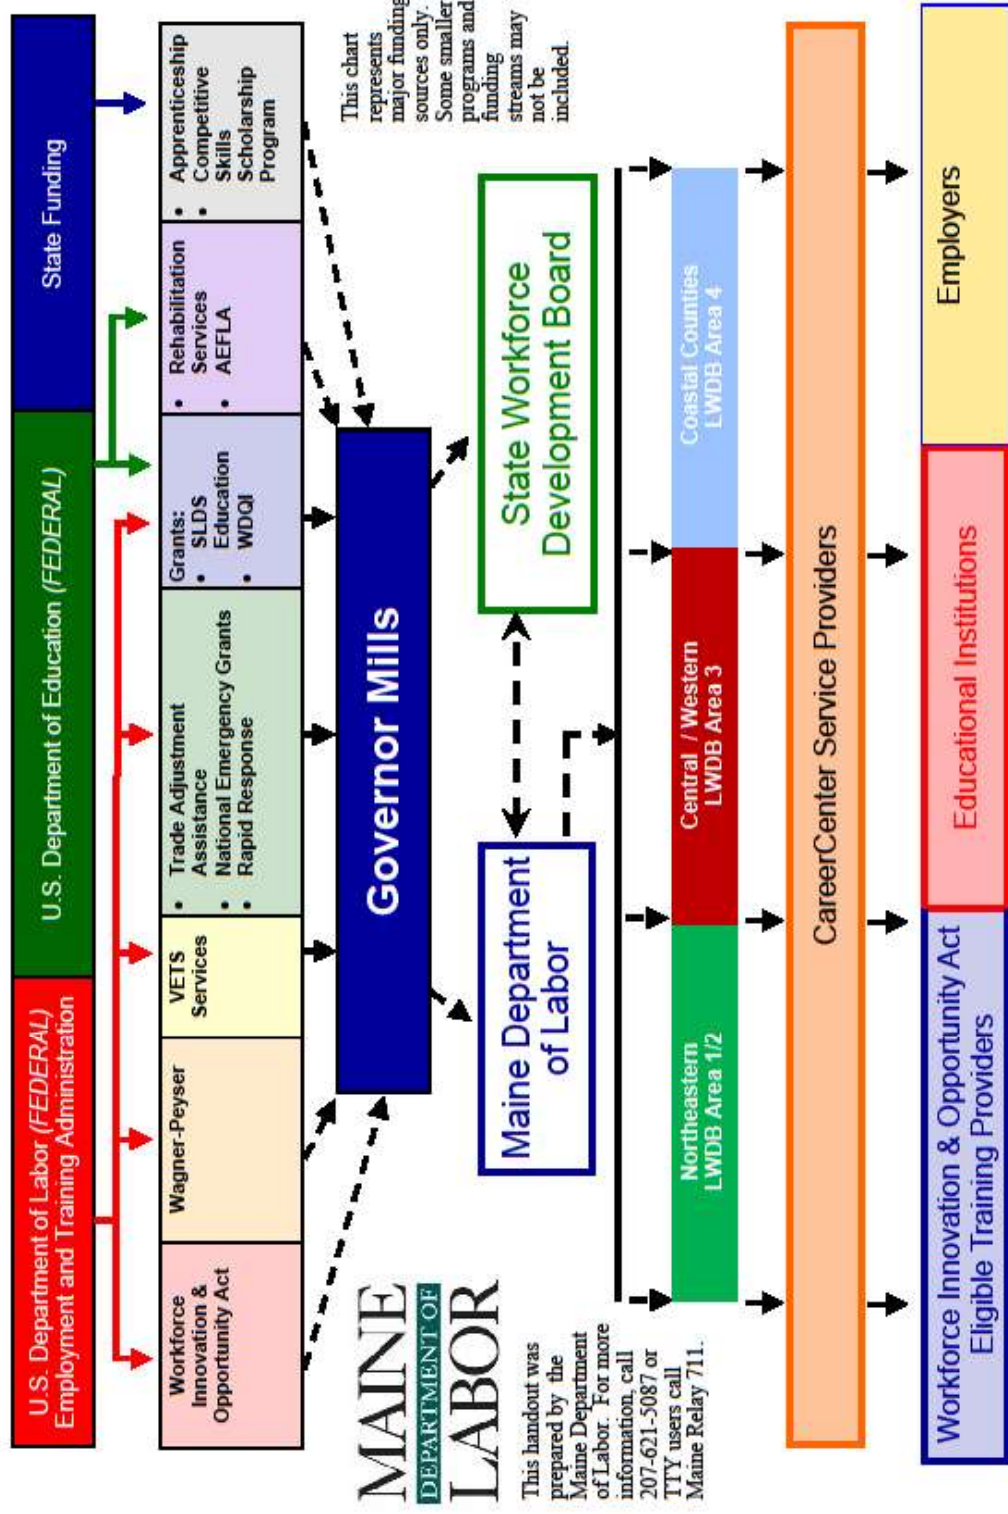 U.S. Department of Labor (FEDERAL)
Employment and Training Administration
U.S. Department of Education (FEDERAL)
State Funding
Workforce
Innovation &
Opportunity Act
Wagner-Peyser
VETS
Services
• Trade Adjustment
Assistance
• National Emergency Grants
• Rapid Response
Grants:
• SLDS
Education
• WDQI
• Rehabilitation
Services
• AEFLA
• Apprenticeship
• Competitive
Skills
Scholarship
Program
Governor Mills
This chart
represents
major funding
sources only.
Some smaller
programs and
funding
streams may
not be
included.
MAINE
DEPARTMENT OF
LABOR
This handout was
prepared by the
Maine Department
of Labor. For more
information, call
207-621-5087 or
TTY users call
Maine Relay 711.
Maine Department
of Labor
State Workforce
Development Board
Northeastern
LWDB Area 1/2
Central / Western
LWDB Area 3
Coastal Counties
LWDB Area 4
CareerCenter Service Providers
Workforce Innovation & Opportunity Act
Eligible Training Providers
Educational Institutions
Employers